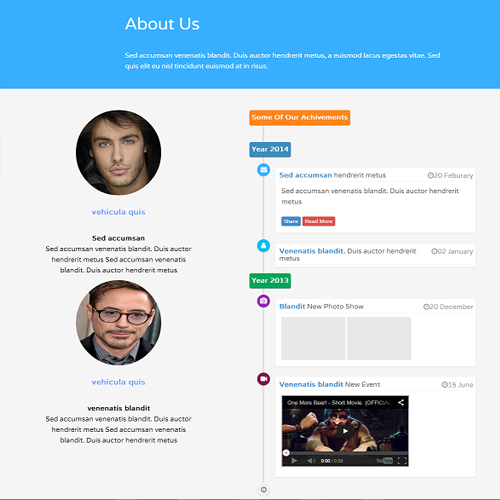 About Us
Sed accumsan venenatis blandit. Duis auctor hendrerit metus, a euismod lacus egestas vitae. Sed
quis elit eu nisl tincidunt euismod at in risus.
vehicula quis
Sed accumsan
Sed accumsan venenatis blandit. Duis auctor
hendrerit metus Sed accumsan venenatis
blandit. Duis auctor hendrerit metus
vehicula quis
venenatis blandit
Sed accumsan venenatis blandit. Duis auctor
hendrerit metus Sed accumsan venenatis
blandit. Duis auctor hendrerit metus
Some Of Our Achivements
Year 2014
Sed accumsan hendrerit metus 20 Feburary
Sed accumsan venenatis blandit. Duis auctor hendrerit
metus
Share Read More
Venenatis blandit. Duis auctor hendrerit 02 January
metus
Year 2013
Blandit New Photo Show 20 December
Venenatis blandit New Event 15 June
One More Beer! - Short Movie. (OFFICIAL
0:00 / 0:33 YouTube